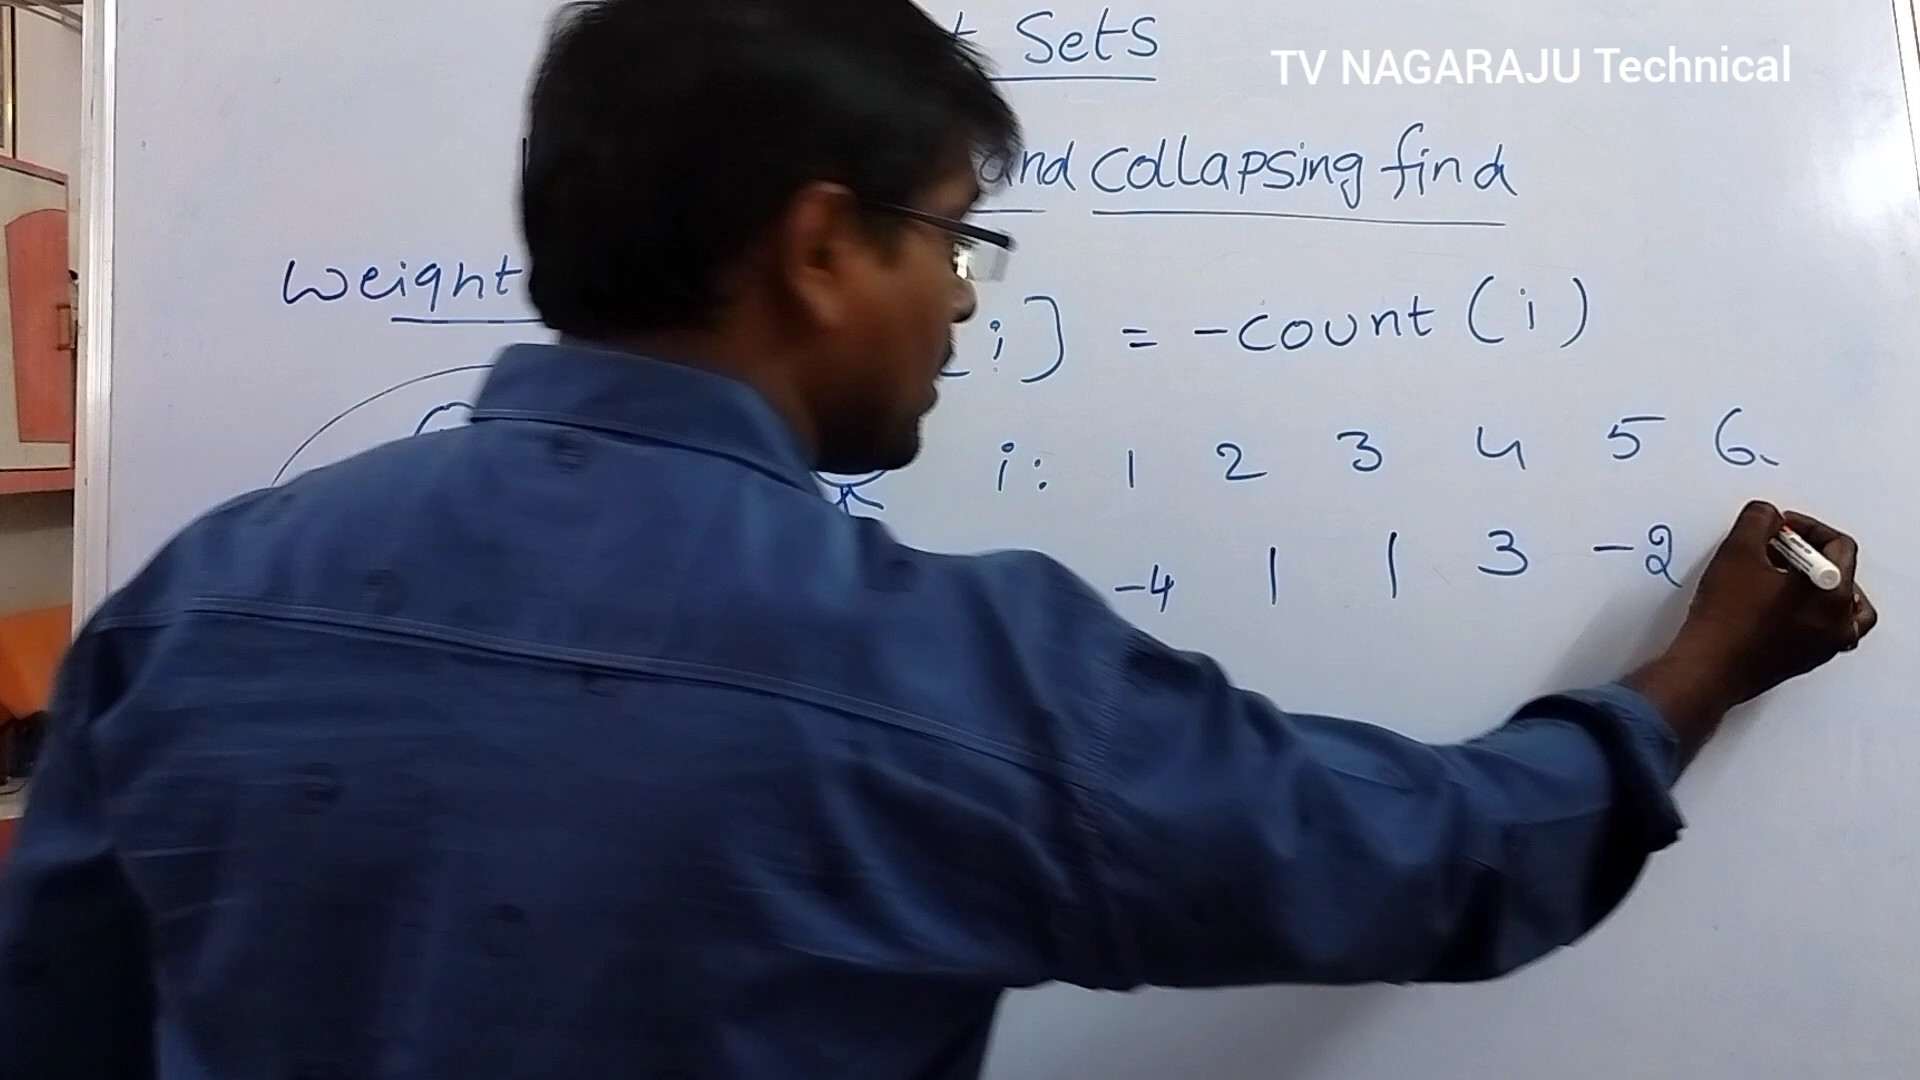 Sets
TV NAGARAJU Technical
and collapsing find
weight
i] = -count (i)
i: 1 2 3 4 5 6
-4 1 1 3 -2